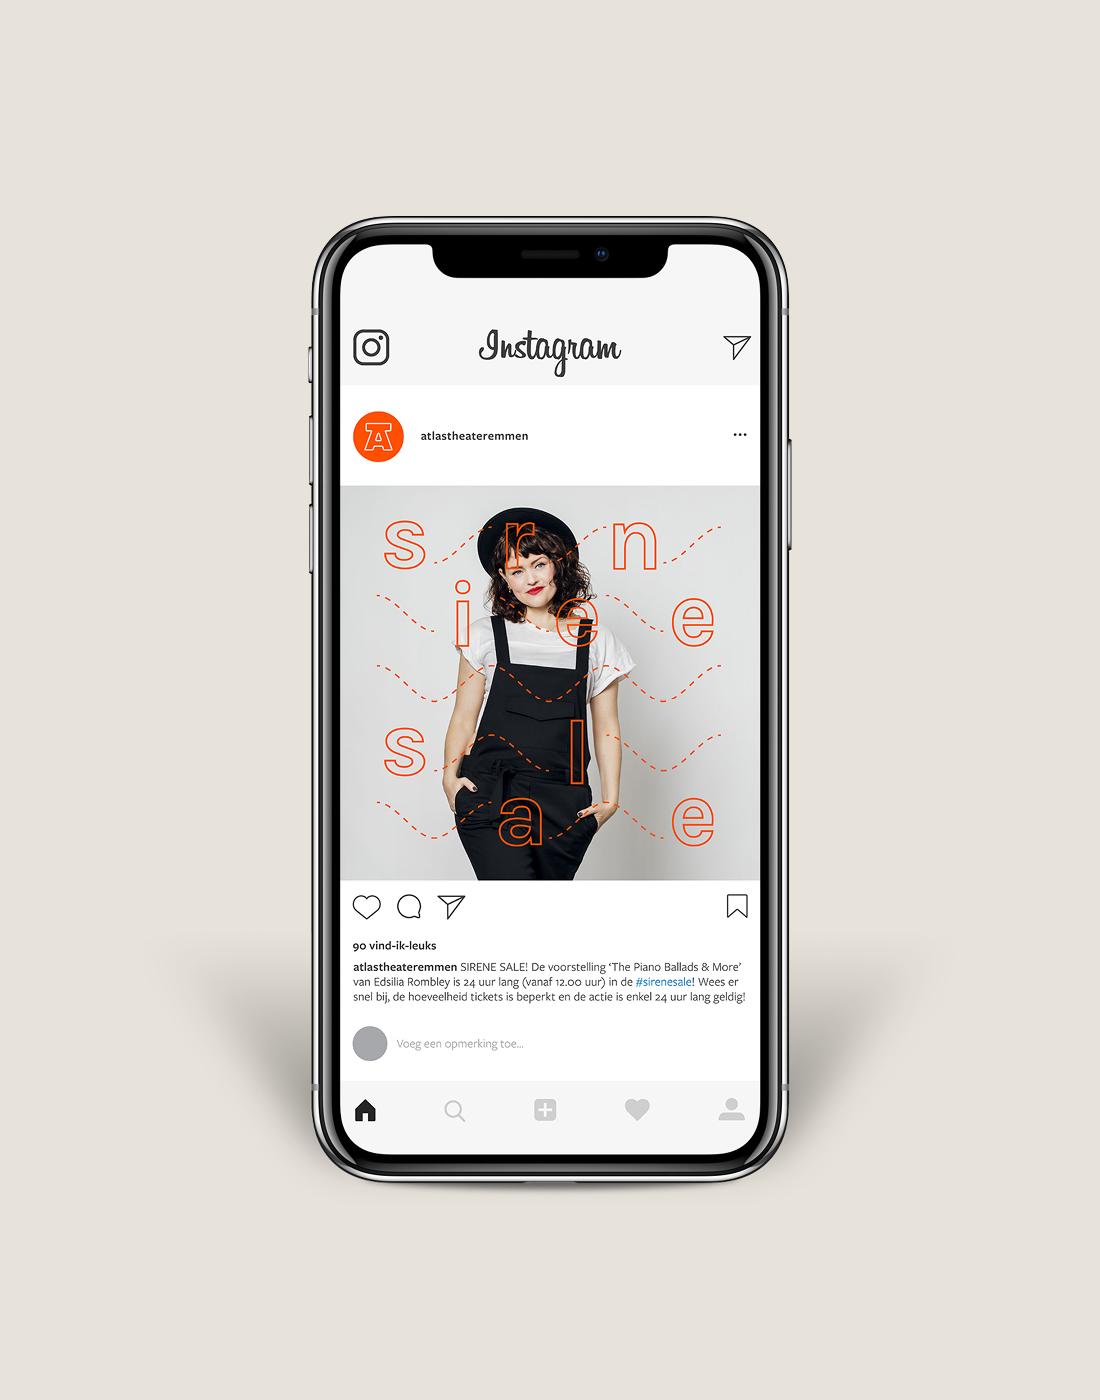 Instagram
A
atlastheateremmen
sirene
sale
90 vind-ik-leuks
atlastheateremmen SIRENE SALE! De voorstelling ‘The Piano Ballads & More’
van Edsilia Rombley is 24 uur lang (vanaf 12.00 uur) in de #sirenesale! Wees er
snel bij, de hoeveelheid tickets is beperkt en de actie is enkel 24 uur lang geldig!
Voeg een opmerking toe...